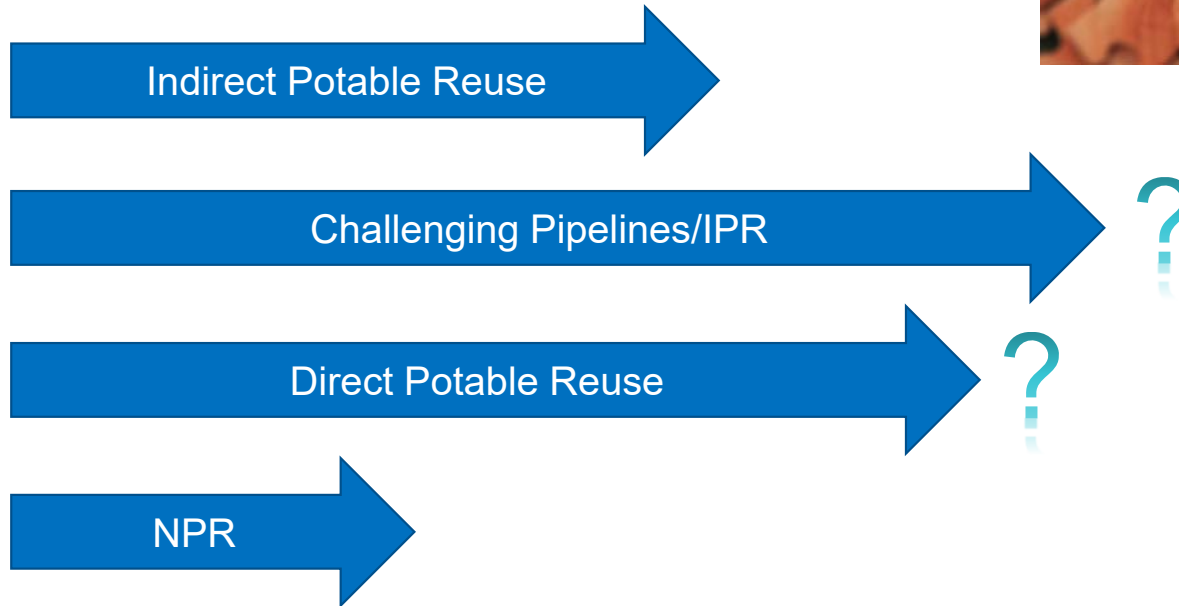 Indirect Potable Reuse
Challenging Pipelines/IPR
?
Direct Potable Reuse
?
NPR